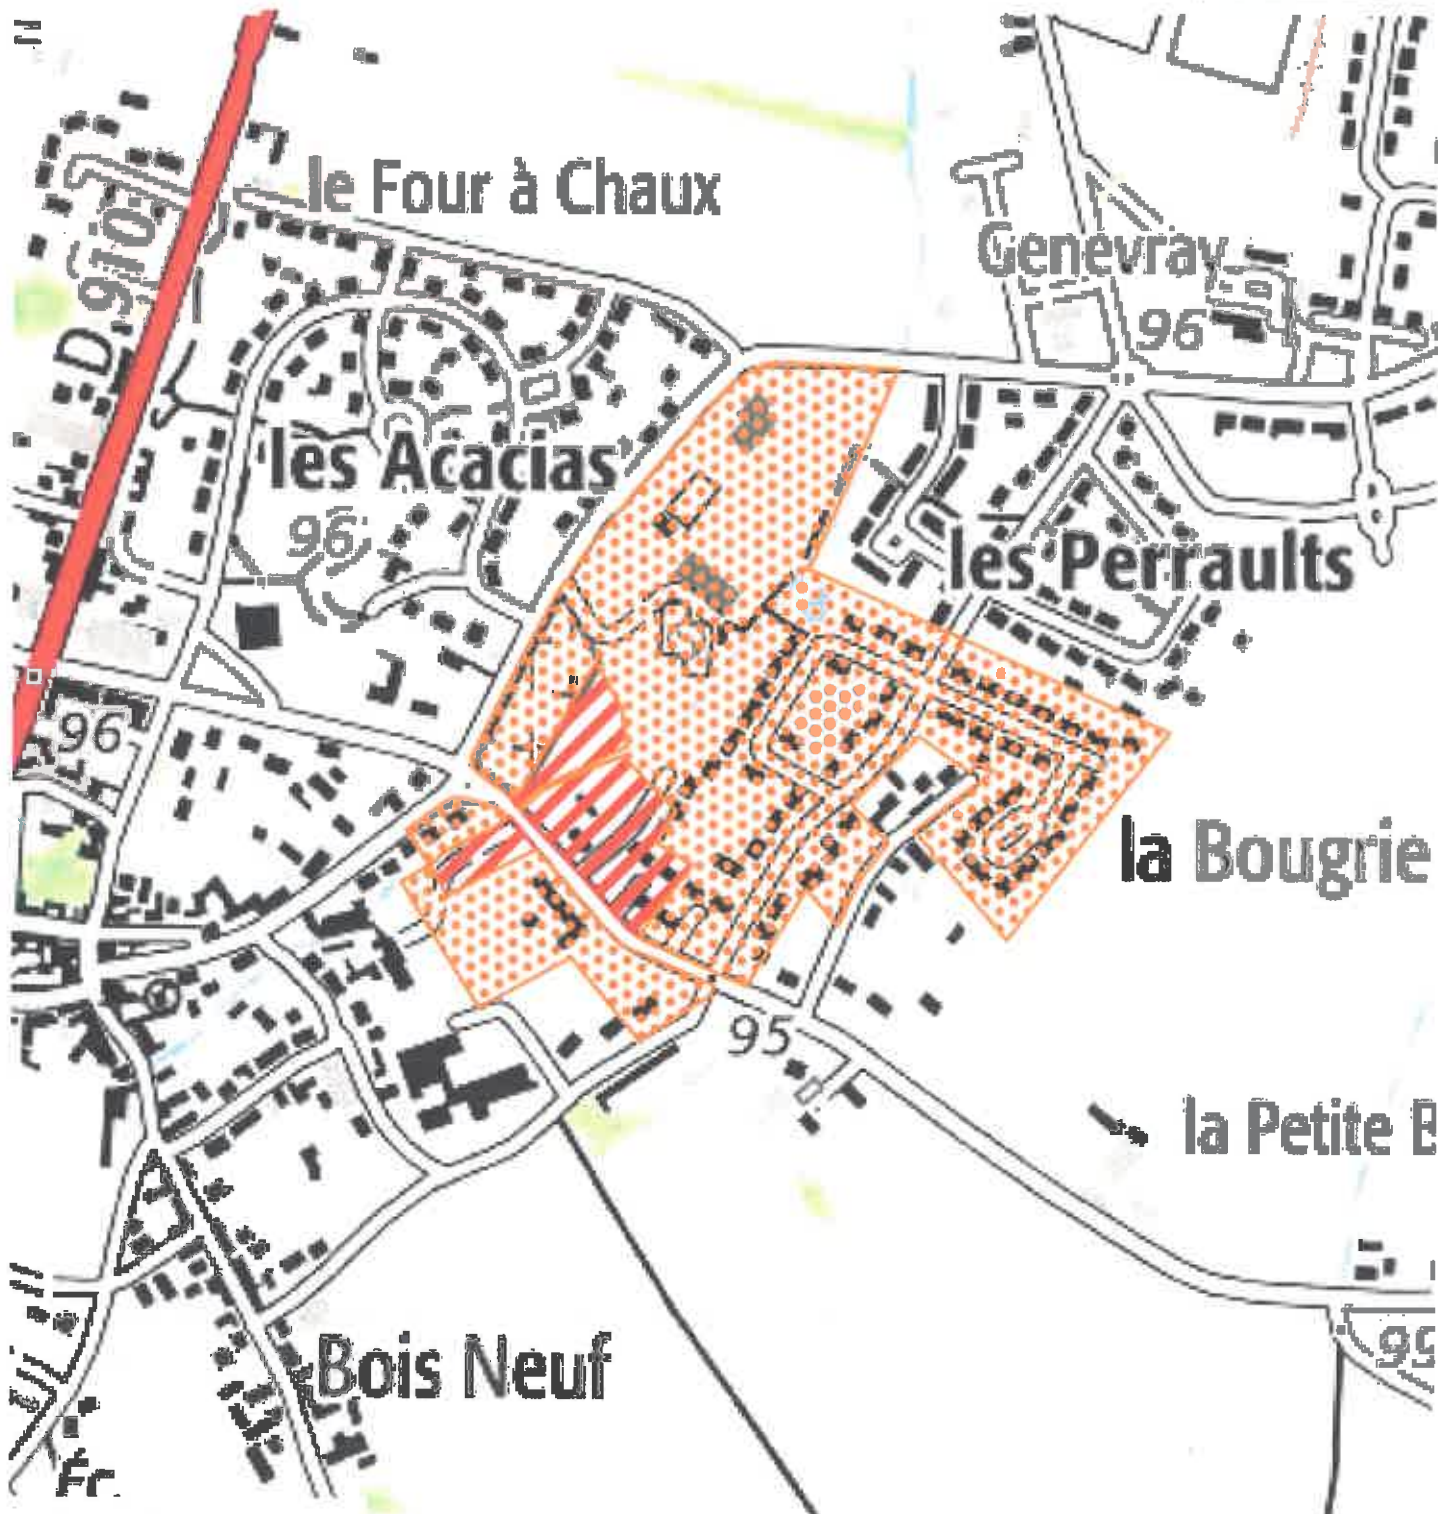 le Four à Chaux
Genevray
D 910
96
les Acacias
96
les Perraults
96
la Bougrie
95
la Petite B
99
Bois Neuf